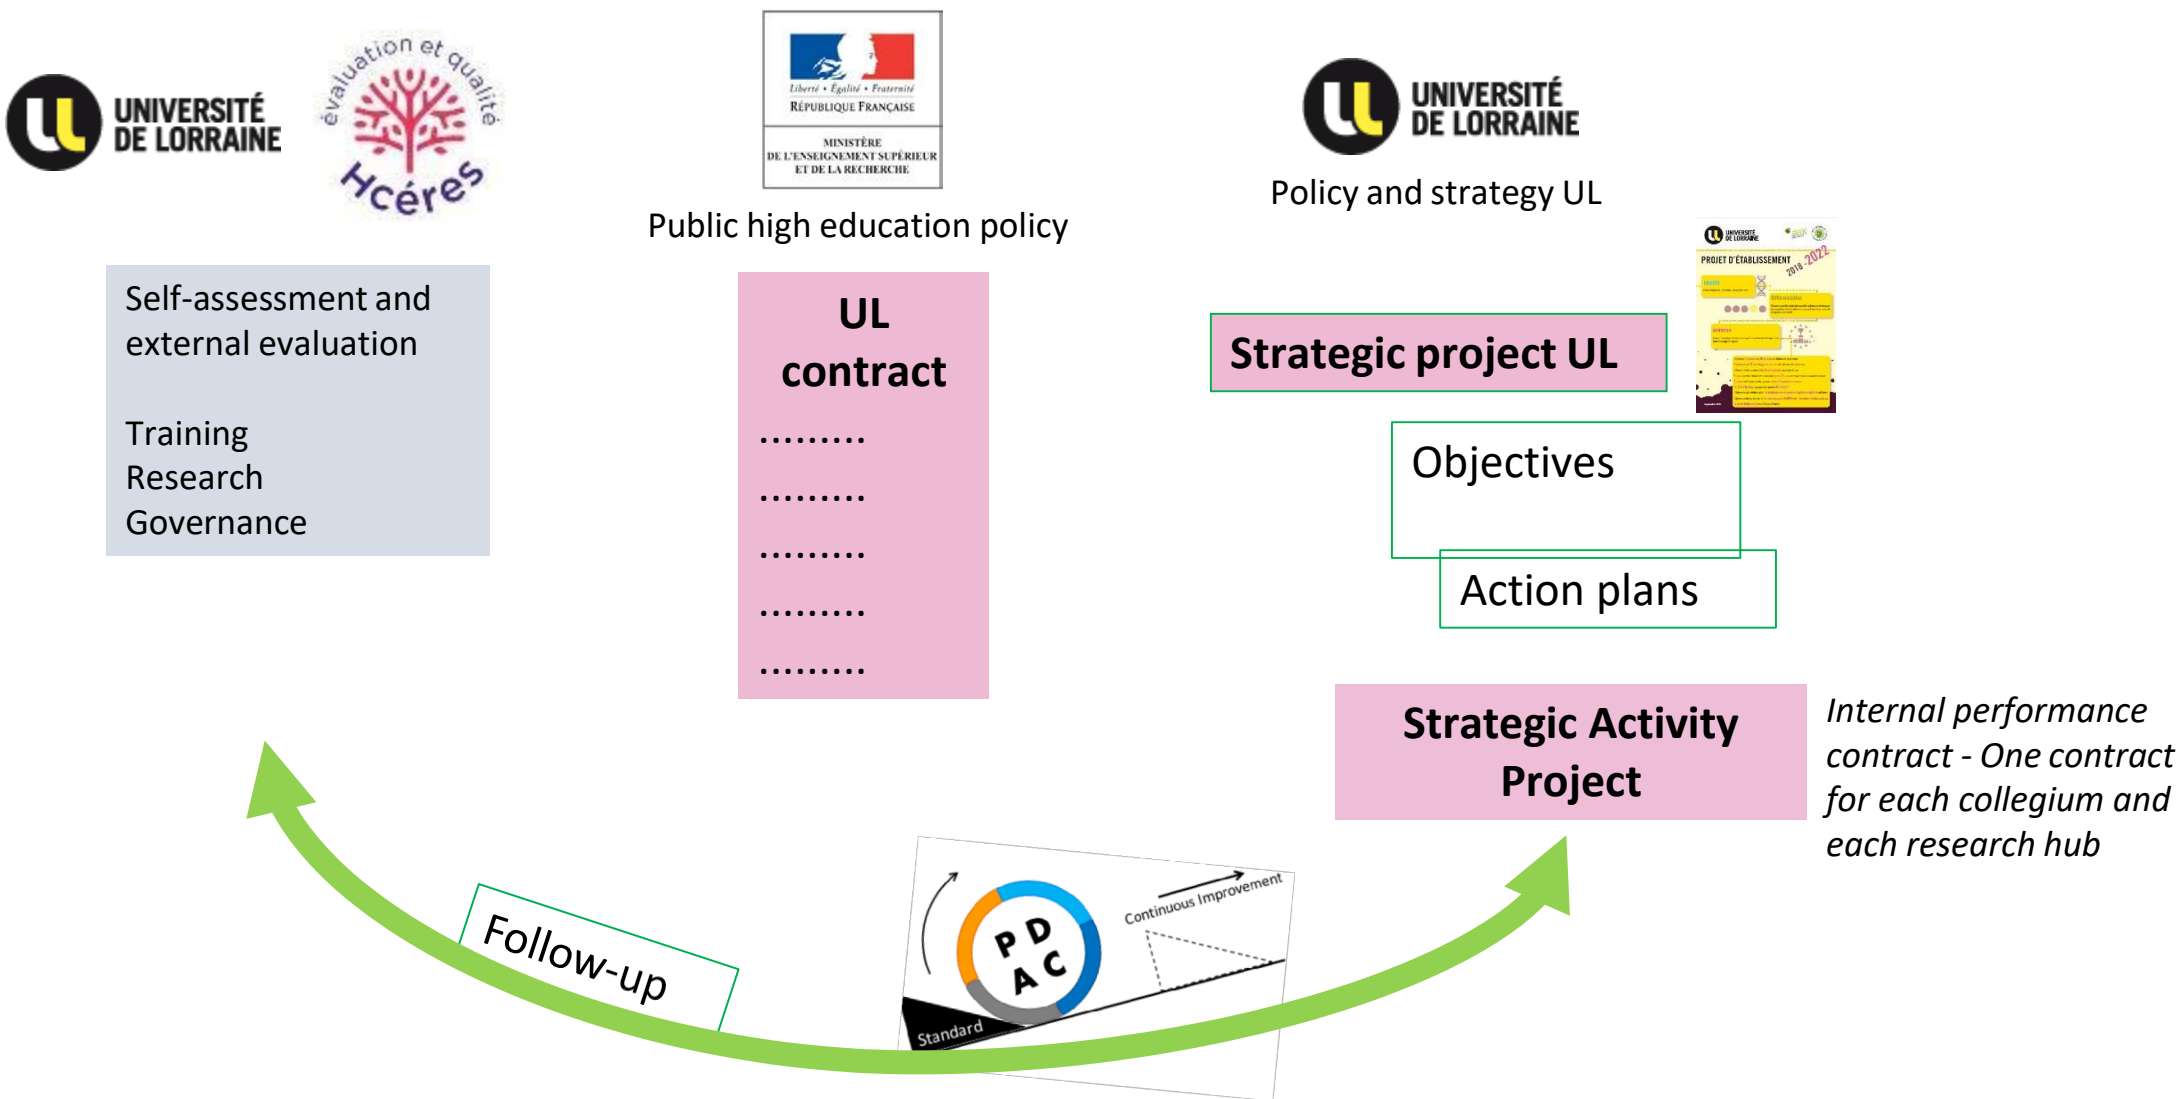 UNIVERSITÉ
DE LORRAINE
évaluation et qualité
Hcéres
Self-assessment and
external evaluation
Training
Research
Governance
Liberté • Égalité • Fraternité
RÉPUBLIQUE FRANÇAISE
MINISTÈRE
DE L'ENSEIGNEMENT SUPÉRIEUR
ET DE LA RECHERCHE
Public high education policy
UL
contract
.........
.........
.........
.........
.........
UNIVERSITÉ
DE LORRAINE
Policy and strategy UL
Strategic project UL
UNIVERSITÉ
DE LORRAINE
PROJET D'ÉTABLISSEMENT
2018 - 2022
Objectives
Action plans
Strategic Activity
Project
Internal performance
contract - One contract
for each collegium and
each research hub
Follow-up
P D
A C
Continuous Improvement
Standard